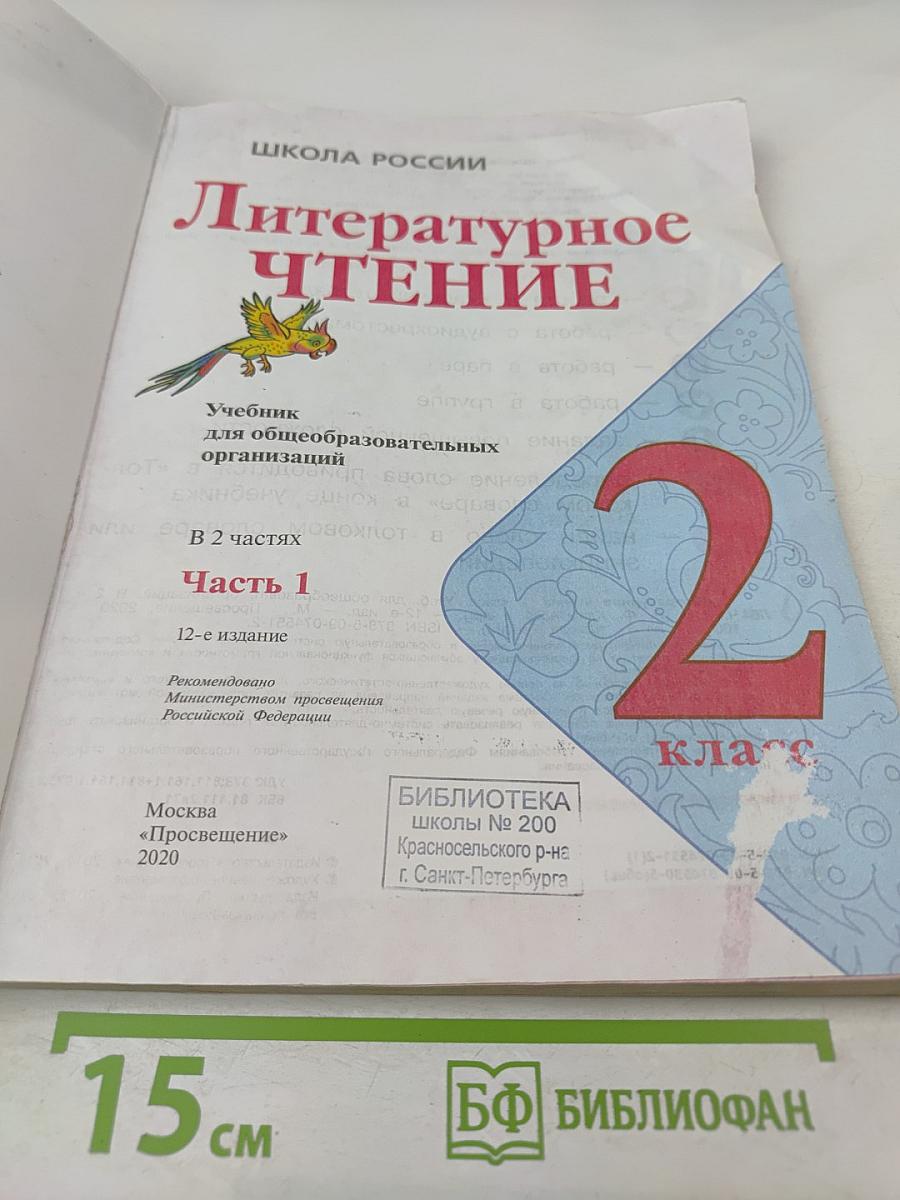 ШКОЛА РОССИИ
Литературное
ЧТЕНИЕ
Учебник
для общеобразовательных
организаций
В 2 частях
Часть 1
12-е издание
Рекомендовано
Министерством просвещения
Российской Федерации
2
класс
БИБЛИОТЕКА
школы № 200
Красносельского р-на
г. Санкт-Петербурга
Москва
«Просвещение»
2020
15 см
БФ БИБЛИОФАН